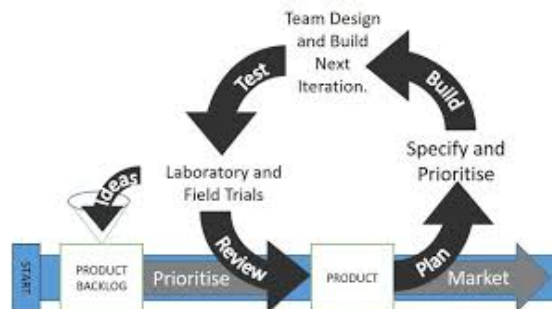 Team Design
and Build
Next
Iteration.
Test
Build
Specify and
Prioritise
Ideas
Laboratory and
Field Trials
Review
Plan
START
PRODUCT
BACKLOG
Prioritise
PRODUCT
Market